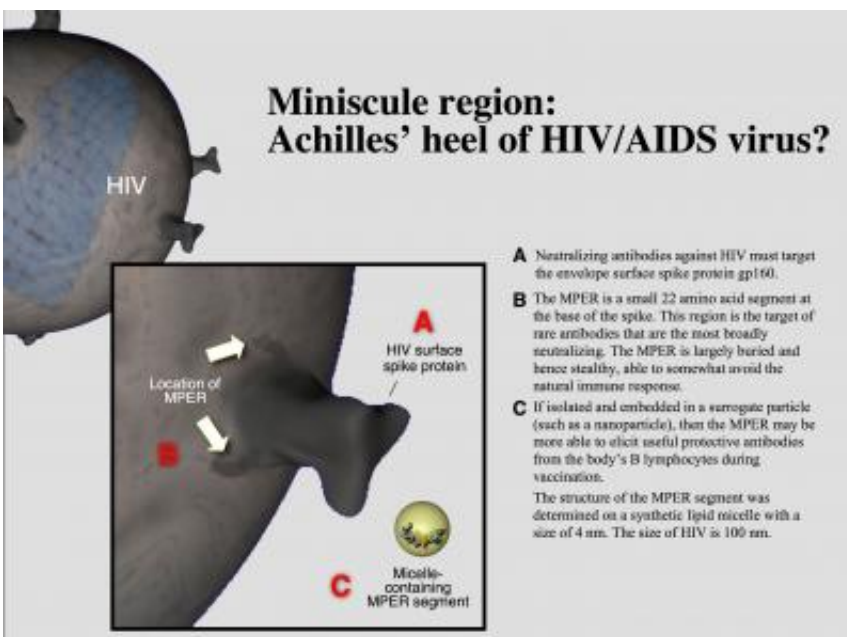 Miniscule region:
Achilles' heel of HIV/AIDS virus?
HIV
A
HIV surface
spike protein
Location of
MPER
B
C
Micelle-
containing
MPER segment
A Neutralizing antibodies against HIV must target
the envelope surface spike protein gp160.
B The MPER is a small 22 amino acid segment at
the base of the spike. This region is the target of
rare antibodies that are the most broadly
neutralizing. The MPER is largely buried and
hence stealthy, able to somewhat avoid the
natural immune response.
C If isolated and embedded in a surrogate particle
(such as a nanoparticle), then the MPER may be
more able to elicit useful protective antibodies
from the body's B lymphocytes during
vaccination.
The structure of the MPER segment was
determined on a synthetic lipid micelle with a
size of 4 nm. The size of HIV is 100 nm.